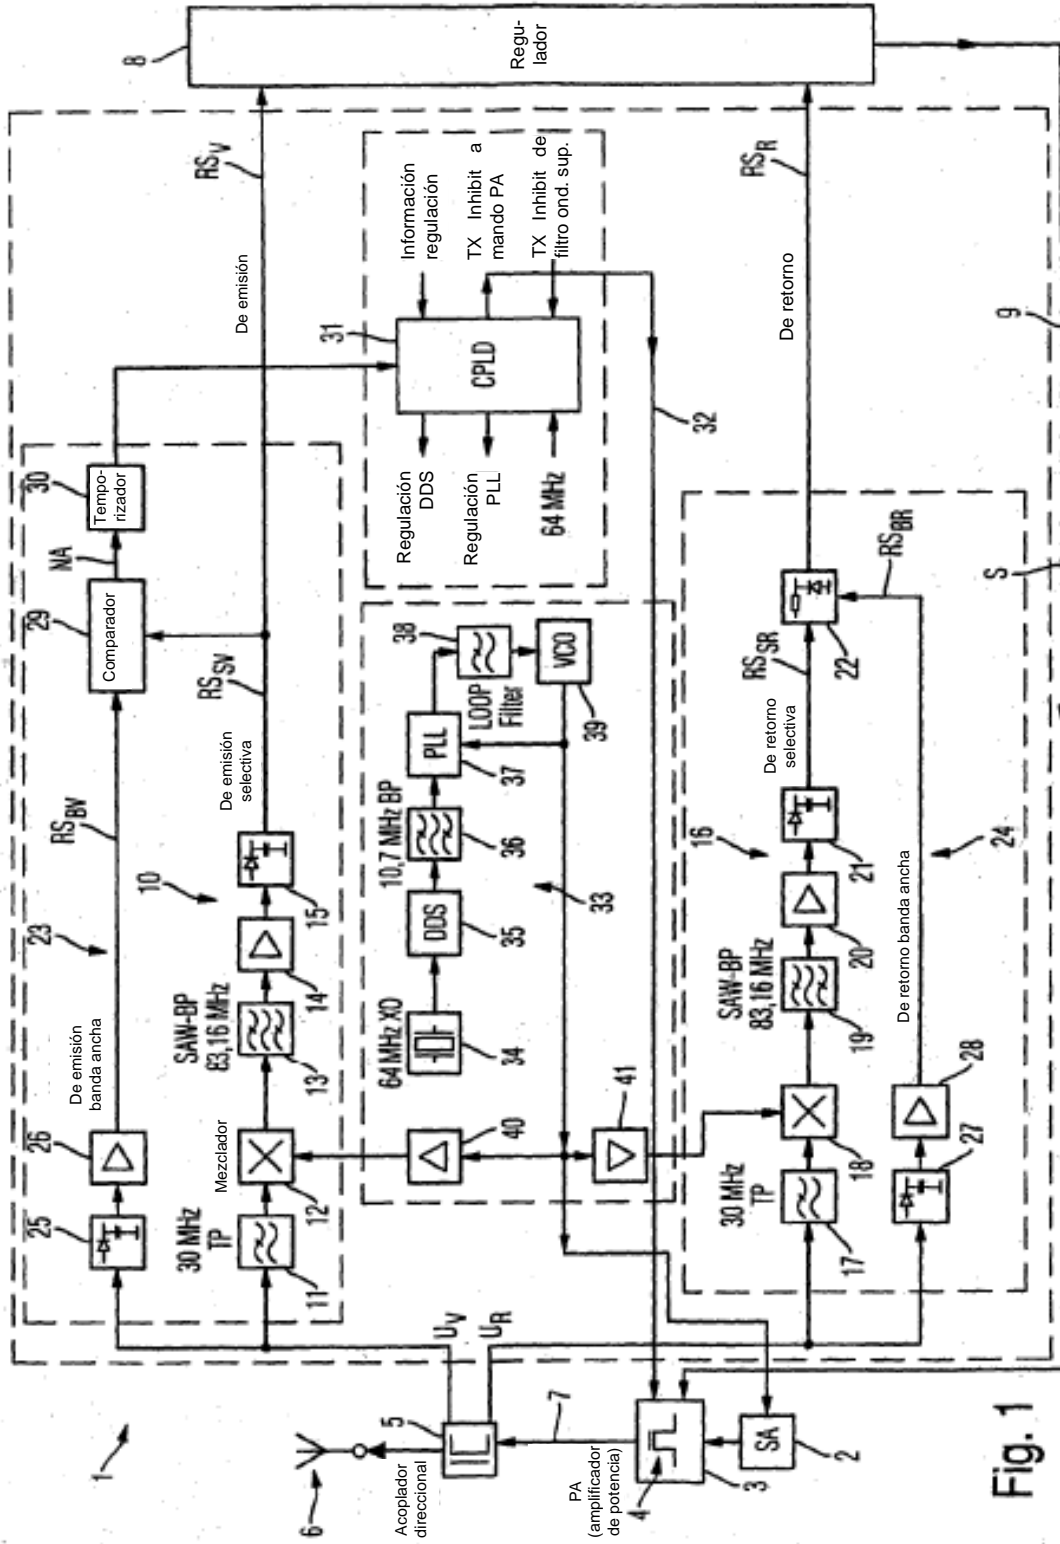 8
Regu-
lador
RSV
De emisión
RSR
De retorno
9
S
Información
regulación
TX Inhibit a
mando PA
TX Inhibit de
filtro ond. sup.
31
CPLD
32
Regulación
DDS
Regulación
PLL
64 MHz
30
Tempo-
rizador
NA
29
Comparador
RSBV
23
De emisión
banda ancha
26
25
RSSV
De emisión
selectiva
10
15
14
SAW-BP
83,16 MHz
13
Mezclador
12
30 MHz
TP
11
38
LOOP
Filter
VCO
39
PLL
37
10,7 MHz BP
36
33
DDS
35
64 MHz XO
34
40
41
RSBR
22
RSSR
De retorno
selectiva
16
21
20
SAW-BP
83,16 MHz
19
18
30 MHz
TP
17
24
De retorno banda ancha
28
27
UV
UR
1
6
5
Acoplador
direccional
7
PA
(amplificador
de potencia)
4
3
SA
2
Fig. 1